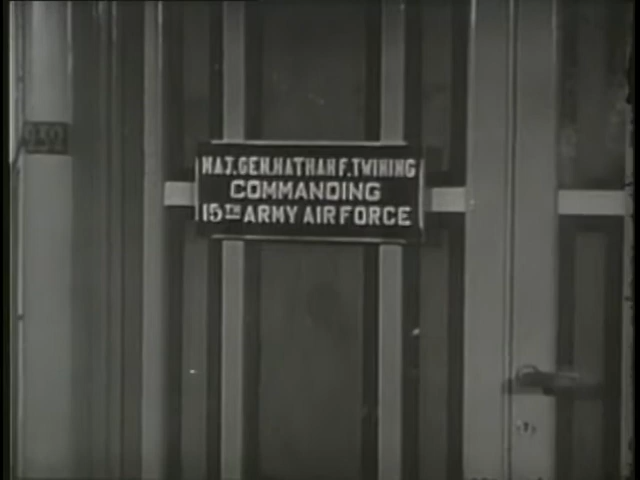 MAJ. GEN. NATHAN F. TWINING
COMMANDING
15TH ARMY AIR FORCE